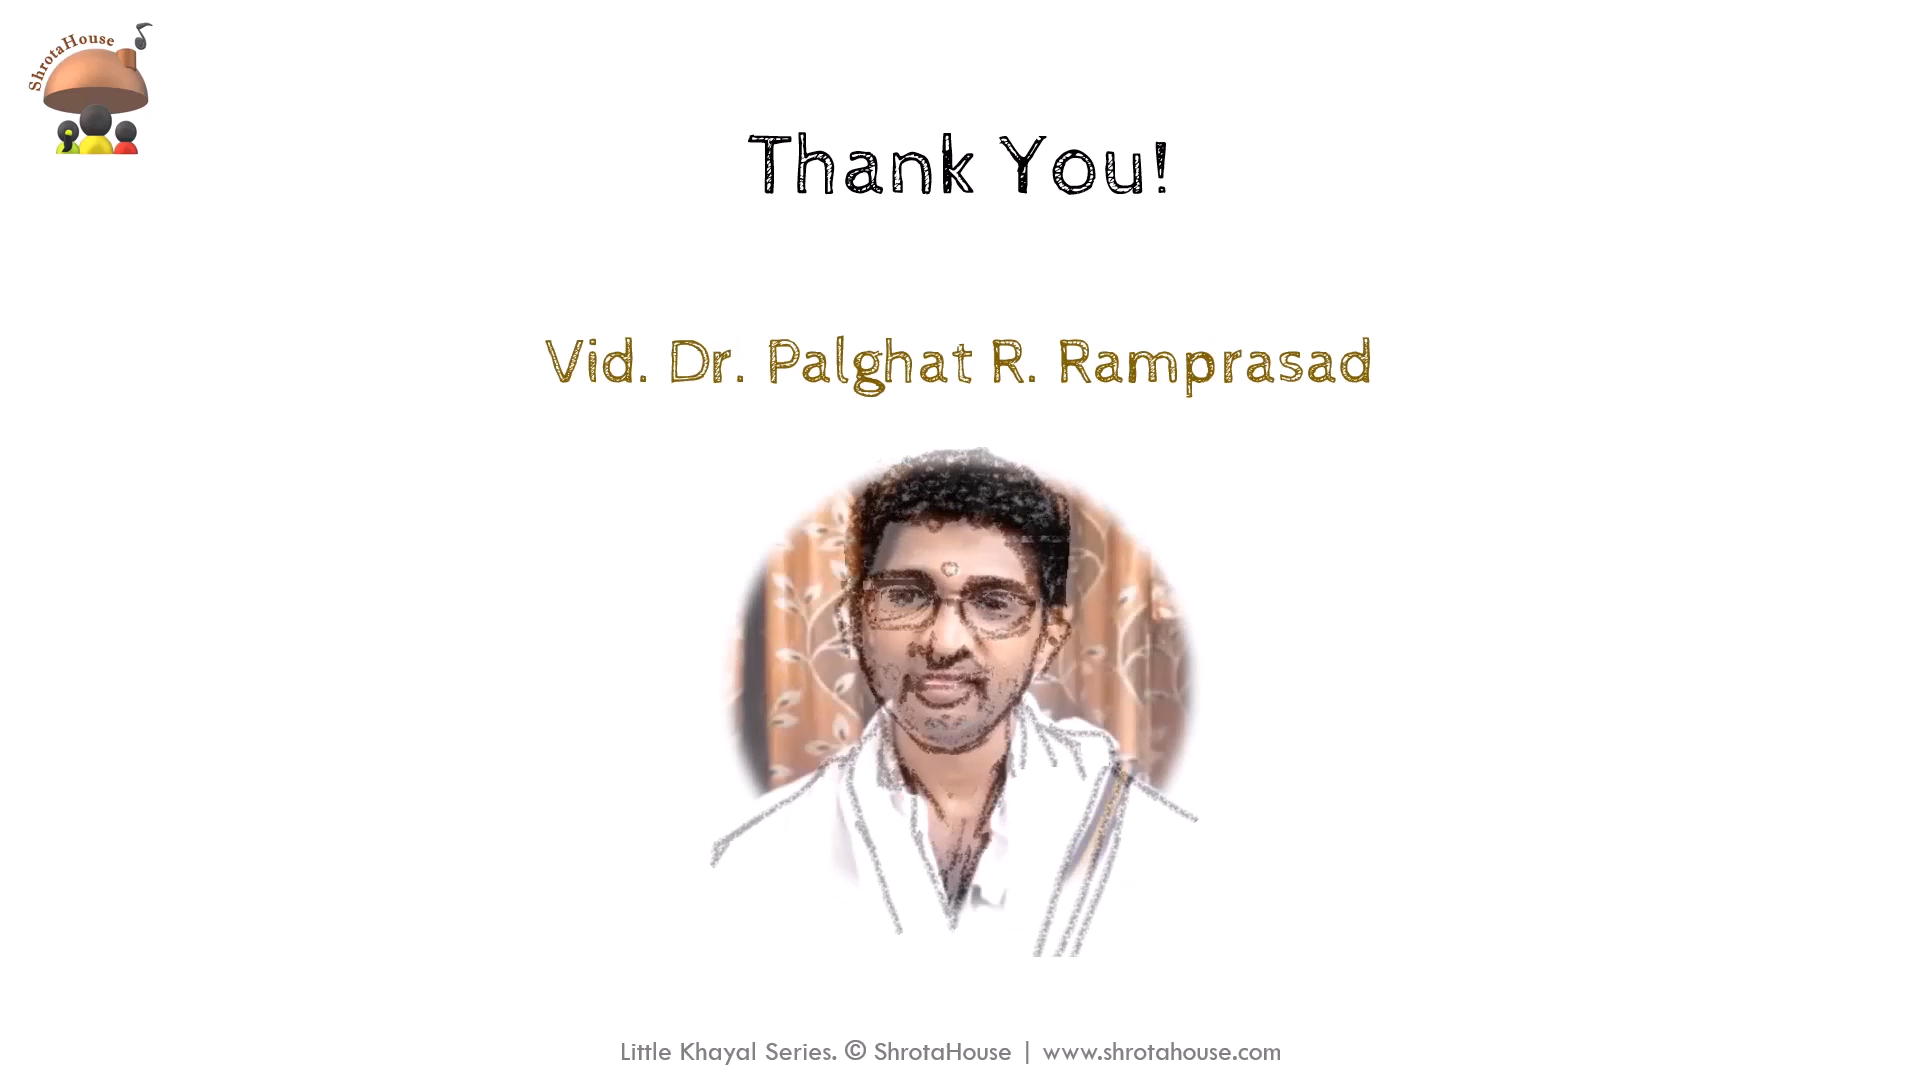 ShrotaHouse
Thank You!
Vid. Dr. Palghat R. Ramprasad
Little Khayal Series. © ShrotaHouse | www.shrotahouse.com